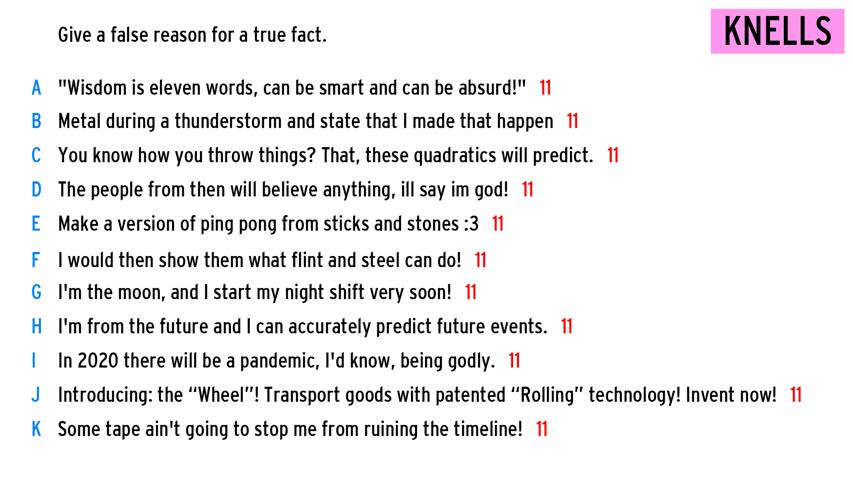 Give a false reason for a true fact.
KNELLS
A "Wisdom is eleven words, can be smart and can be absurd!" 11
B Metal during a thunderstorm and state that I made that happen 11
C You know how you throw things? That, these quadratics will predict. 11
D The people from then will believe anything, ill say im god! 11
E Make a version of ping pong from sticks and stones :3 11
F I would then show them what flint and steel can do! 11
G I'm the moon, and I start my night shift very soon! 11
H I'm from the future and I can accurately predict future events. 11
I In 2020 there will be a pandemic, I'd know, being godly. 11
J Introducing: the “Wheel”! Transport goods with patented “Rolling” technology! Invent now! 11
K Some tape ain't going to stop me from ruining the timeline! 11